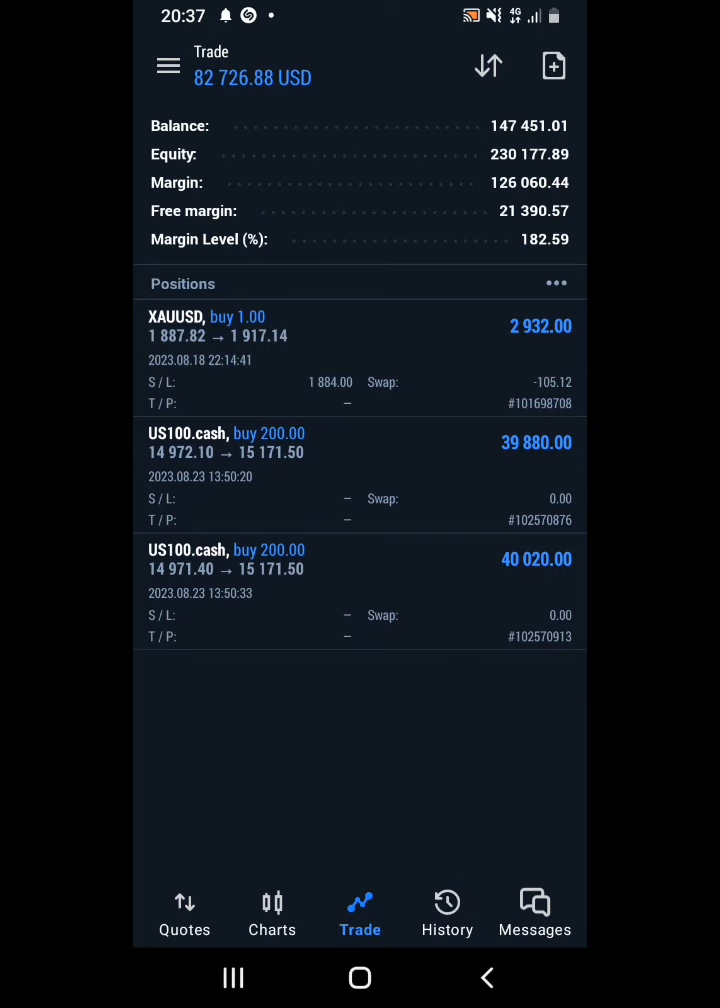 20:37 4G
Trade
82 726.88 USD
Balance: 147 451.01
Equity: 230 177.89
Margin: 126 060.44
Free margin: 21 390.57
Margin Level (%): 182.59
Positions
XAUUSD, buy 1.00 2 932.00
1 887.82 → 1 917.14
2023.08.18 22:14:41
S / L: 1 884.00 Swap: -105.12
T / P: – #101698708
US100.cash, buy 200.00 39 880.00
14 972.10 → 15 171.50
2023.08.23 13:50:20
S / L: – Swap: 0.00
T / P: – #102570876
US100.cash, buy 200.00 40 020.00
14 971.40 → 15 171.50
2023.08.23 13:50:33
S / L: – Swap: 0.00
T / P: – #102570913
Quotes Charts Trade History Messages